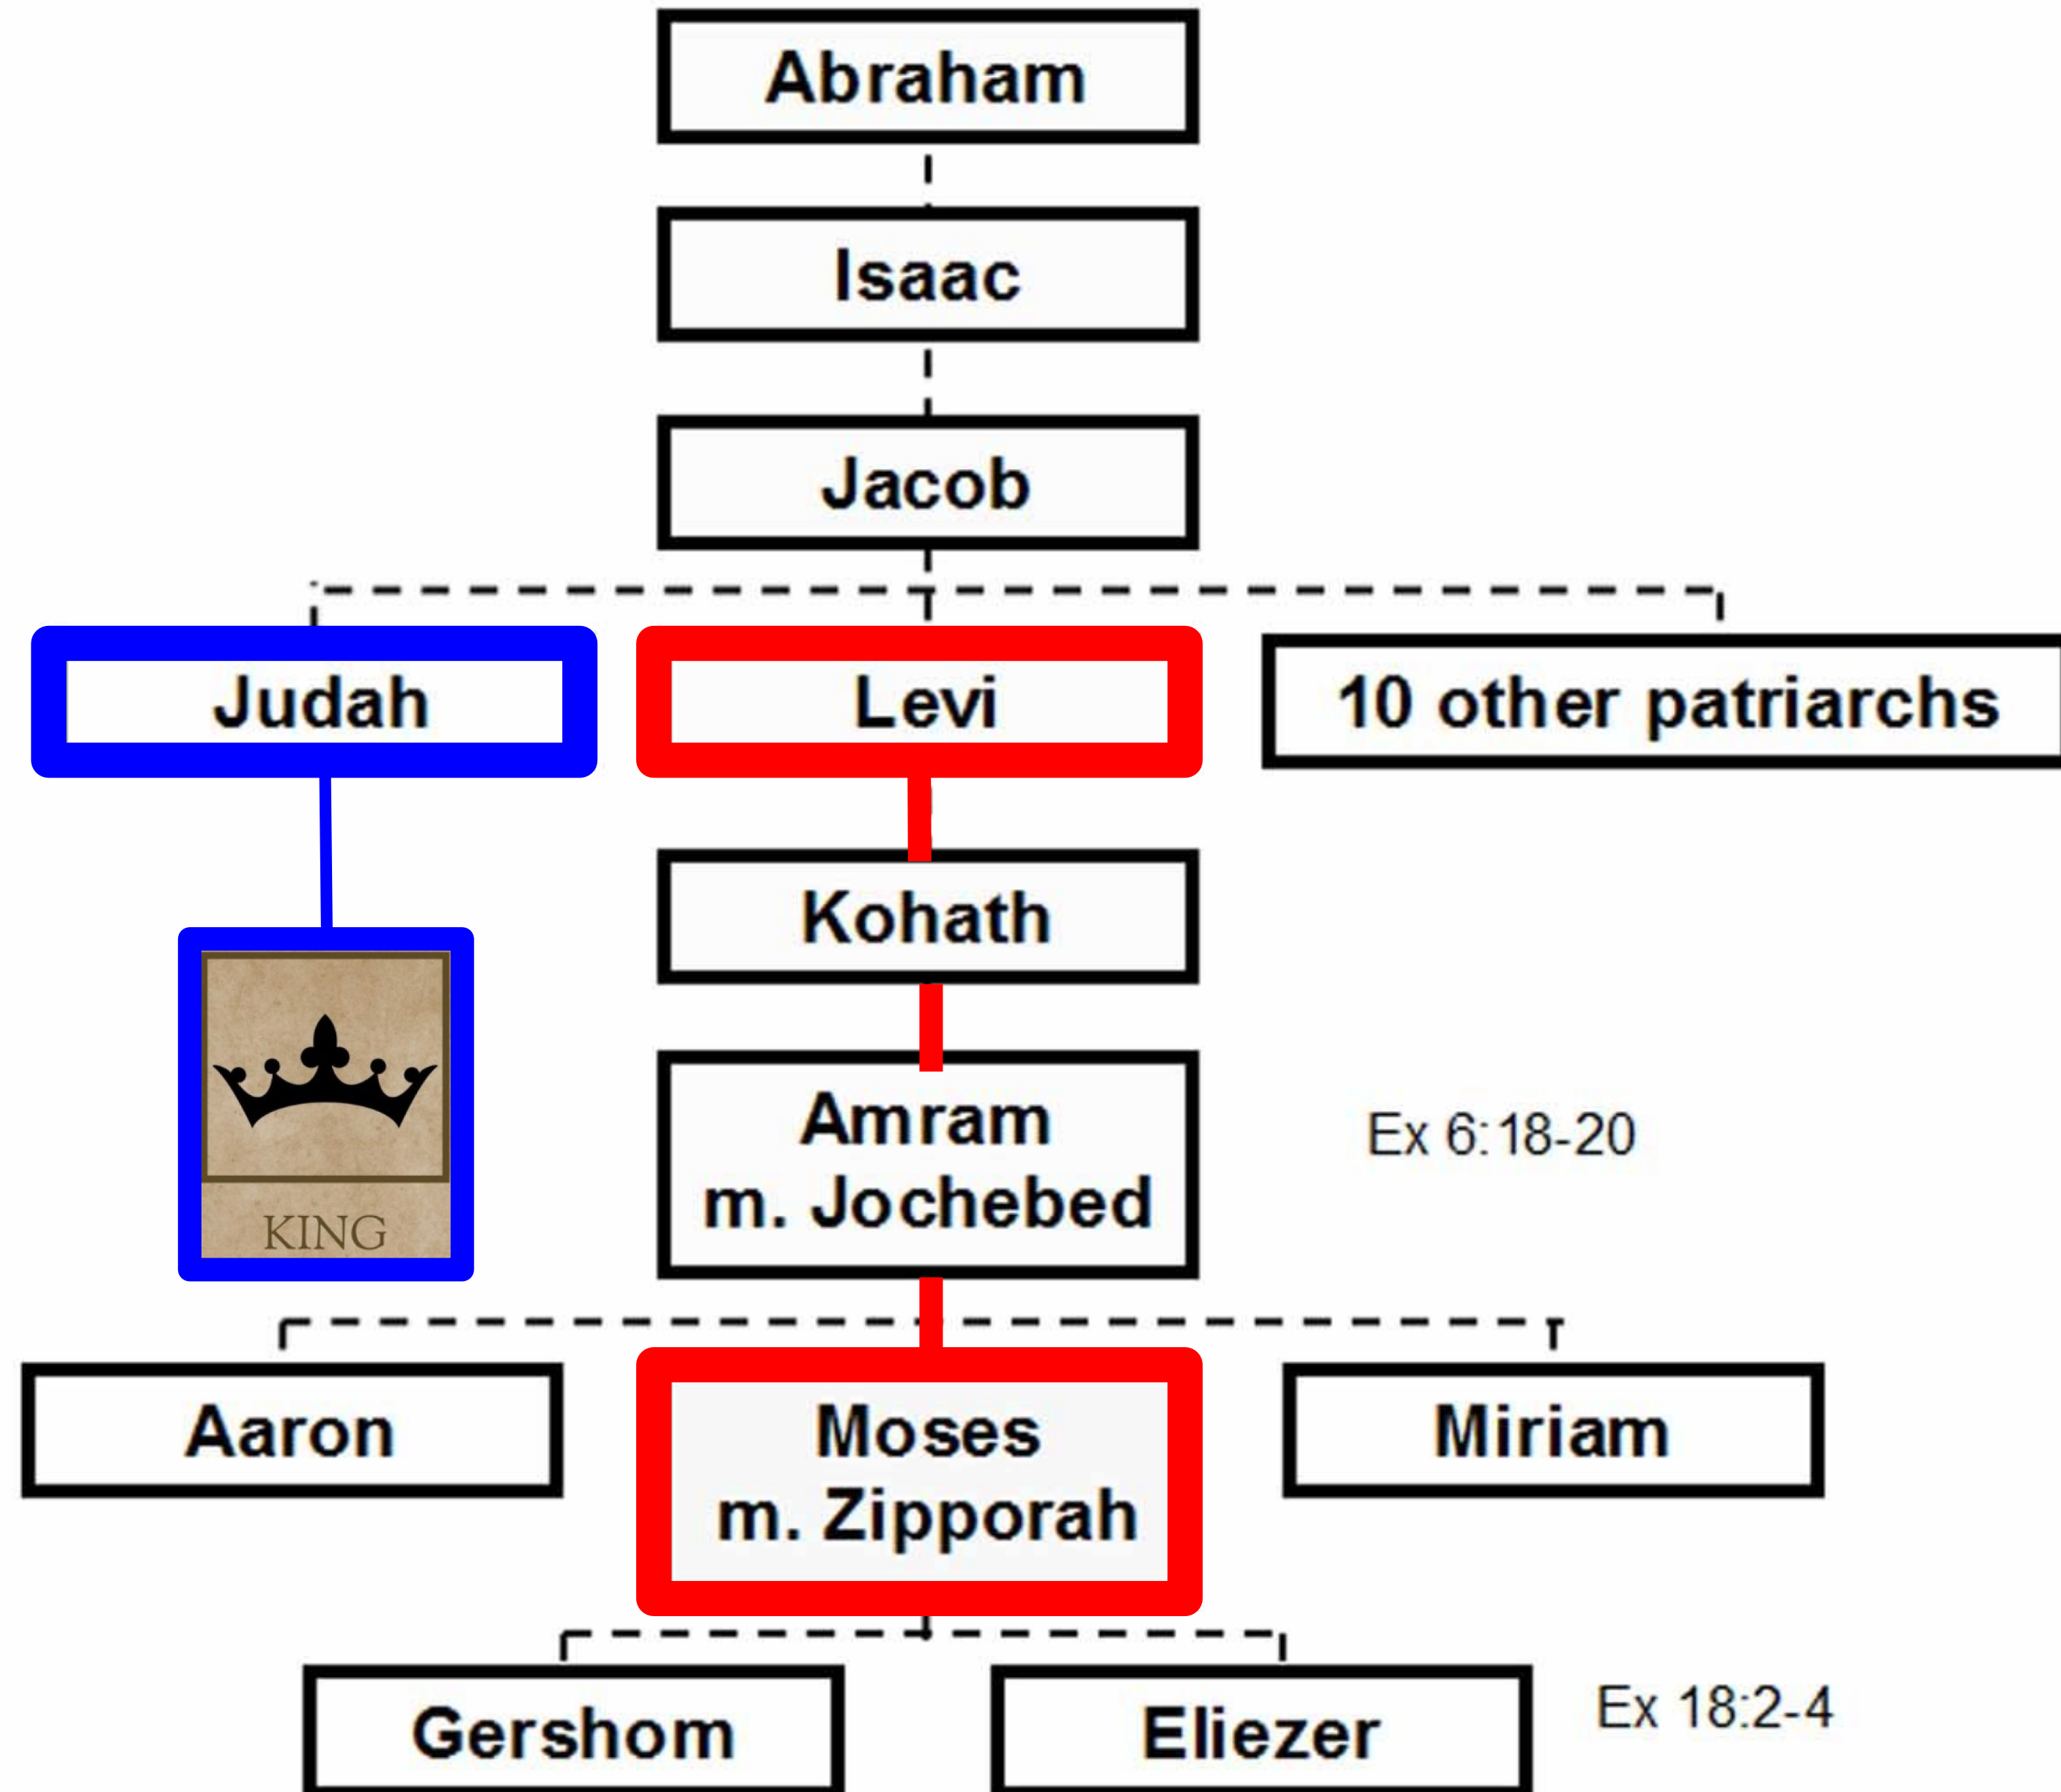 Abraham
Isaac
Jacob
Judah
Levi
10 other patriarchs
Kohath
KING
Amram
m. Jochebed
Ex 6:18-20
Aaron
Moses
m. Zipporah
Miriam
Gershom
Eliezer
Ex 18:2-4